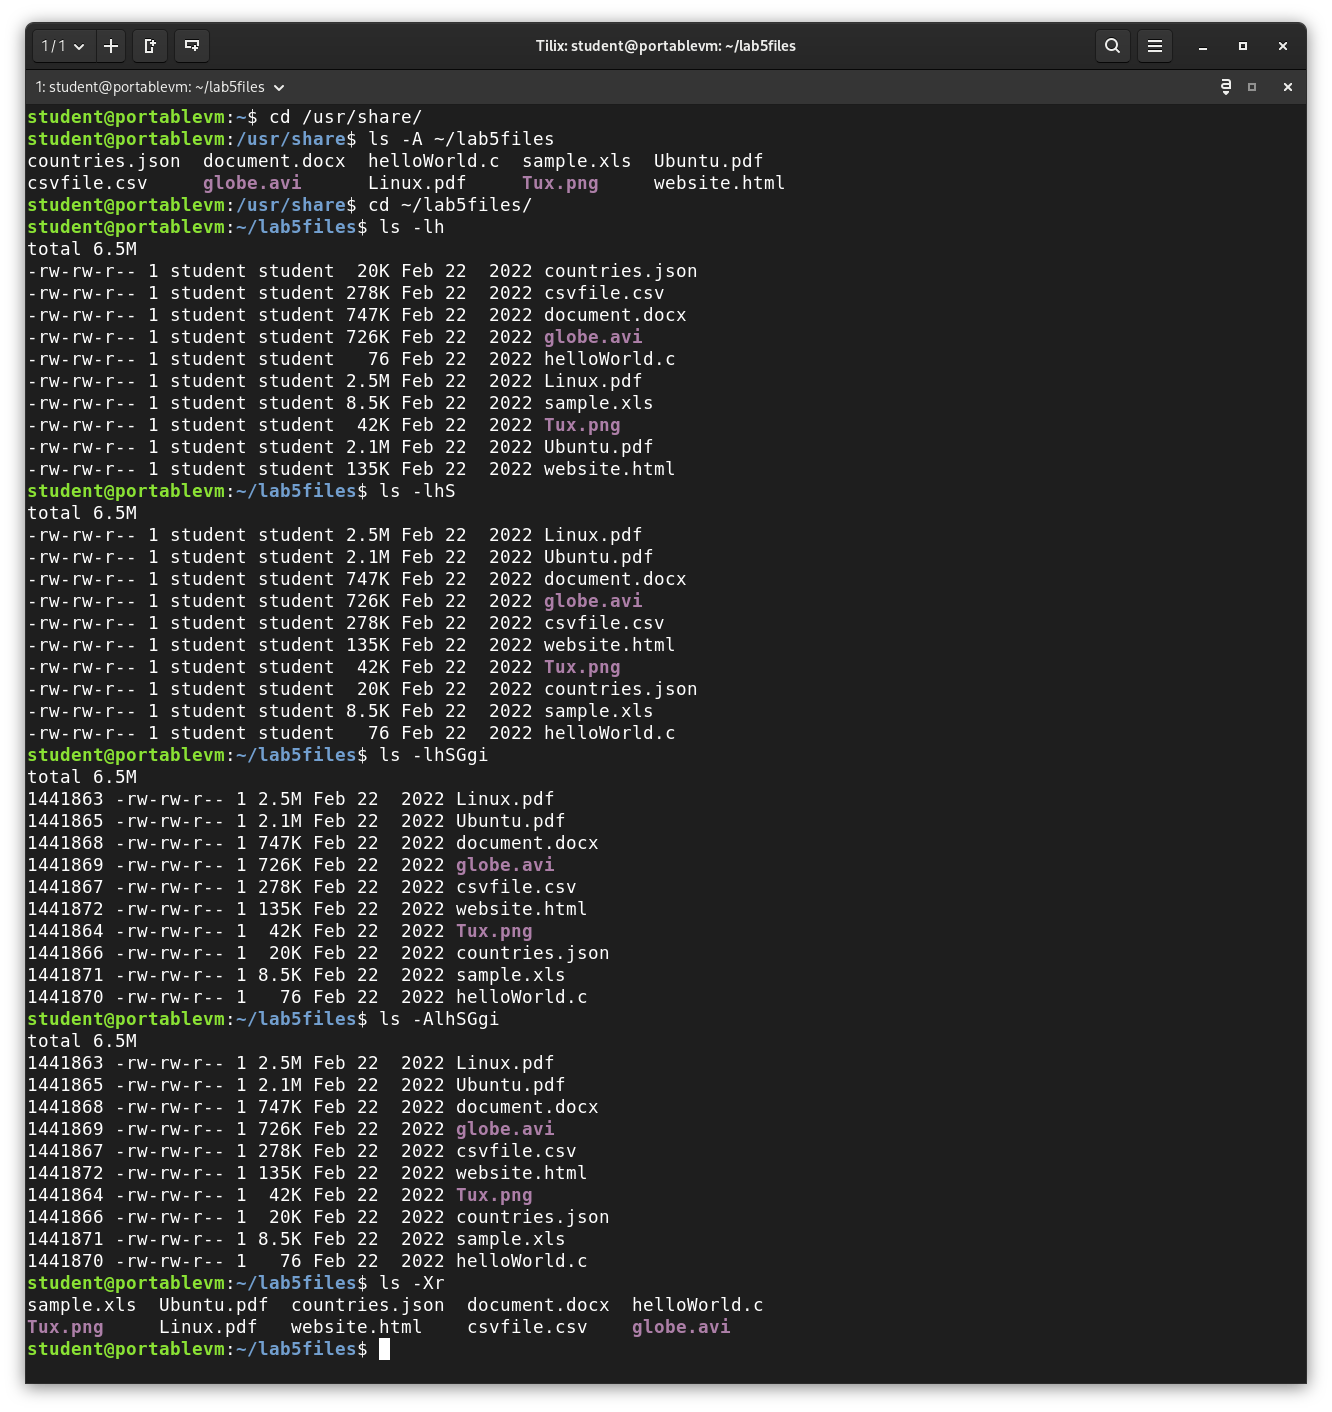 1/1
Tilix: student@portablevm: ~/lab5files
1: student@portablevm: ~/lab5files
student@portablevm:~$ cd /usr/share/
student@portablevm:/usr/share$ ls -A ~/lab5files
countries.json  document.docx  helloWorld.c  sample.xls  Ubuntu.pdf
csvfile.csv     globe.avi      Linux.pdf     Tux.png     website.html
student@portablevm:/usr/share$ cd ~/lab5files/
student@portablevm:~/lab5files$ ls -lh
total 6.5M
-rw-rw-r-- 1 student student  20K Feb 22  2022 countries.json
-rw-rw-r-- 1 student student 278K Feb 22  2022 csvfile.csv
-rw-rw-r-- 1 student student 747K Feb 22  2022 document.docx
-rw-rw-r-- 1 student student 726K Feb 22  2022 globe.avi
-rw-rw-r-- 1 student student   76 Feb 22  2022 helloWorld.c
-rw-rw-r-- 1 student student 2.5M Feb 22  2022 Linux.pdf
-rw-rw-r-- 1 student student 8.5K Feb 22  2022 sample.xls
-rw-rw-r-- 1 student student  42K Feb 22  2022 Tux.png
-rw-rw-r-- 1 student student 2.1M Feb 22  2022 Ubuntu.pdf
-rw-rw-r-- 1 student student 135K Feb 22  2022 website.html
student@portablevm:~/lab5files$ ls -lhS
total 6.5M
-rw-rw-r-- 1 student student 2.5M Feb 22  2022 Linux.pdf
-rw-rw-r-- 1 student student 2.1M Feb 22  2022 Ubuntu.pdf
-rw-rw-r-- 1 student student 747K Feb 22  2022 document.docx
-rw-rw-r-- 1 student student 726K Feb 22  2022 globe.avi
-rw-rw-r-- 1 student student 278K Feb 22  2022 csvfile.csv
-rw-rw-r-- 1 student student 135K Feb 22  2022 website.html
-rw-rw-r-- 1 student student  42K Feb 22  2022 Tux.png
-rw-rw-r-- 1 student student  20K Feb 22  2022 countries.json
-rw-rw-r-- 1 student student 8.5K Feb 22  2022 sample.xls
-rw-rw-r-- 1 student student   76 Feb 22  2022 helloWorld.c
student@portablevm:~/lab5files$ ls -lhSGgi
total 6.5M
1441863 -rw-rw-r-- 1 2.5M Feb 22  2022 Linux.pdf
1441865 -rw-rw-r-- 1 2.1M Feb 22  2022 Ubuntu.pdf
1441868 -rw-rw-r-- 1 747K Feb 22  2022 document.docx
1441869 -rw-rw-r-- 1 726K Feb 22  2022 globe.avi
1441867 -rw-rw-r-- 1 278K Feb 22  2022 csvfile.csv
1441872 -rw-rw-r-- 1 135K Feb 22  2022 website.html
1441864 -rw-rw-r-- 1  42K Feb 22  2022 Tux.png
1441866 -rw-rw-r-- 1  20K Feb 22  2022 countries.json
1441871 -rw-rw-r-- 1 8.5K Feb 22  2022 sample.xls
1441870 -rw-rw-r-- 1   76 Feb 22  2022 helloWorld.c
student@portablevm:~/lab5files$ ls -AlhSGgi
total 6.5M
1441863 -rw-rw-r-- 1 2.5M Feb 22  2022 Linux.pdf
1441865 -rw-rw-r-- 1 2.1M Feb 22  2022 Ubuntu.pdf
1441868 -rw-rw-r-- 1 747K Feb 22  2022 document.docx
1441869 -rw-rw-r-- 1 726K Feb 22  2022 globe.avi
1441867 -rw-rw-r-- 1 278K Feb 22  2022 csvfile.csv
1441872 -rw-rw-r-- 1 135K Feb 22  2022 website.html
1441864 -rw-rw-r-- 1  42K Feb 22  2022 Tux.png
1441866 -rw-rw-r-- 1  20K Feb 22  2022 countries.json
1441871 -rw-rw-r-- 1 8.5K Feb 22  2022 sample.xls
1441870 -rw-rw-r-- 1   76 Feb 22  2022 helloWorld.c
student@portablevm:~/lab5files$ ls -Xr
sample.xls  Ubuntu.pdf  countries.json  document.docx  helloWorld.c
Tux.png     Linux.pdf   website.html    csvfile.csv    globe.avi
student@portablevm:~/lab5files$